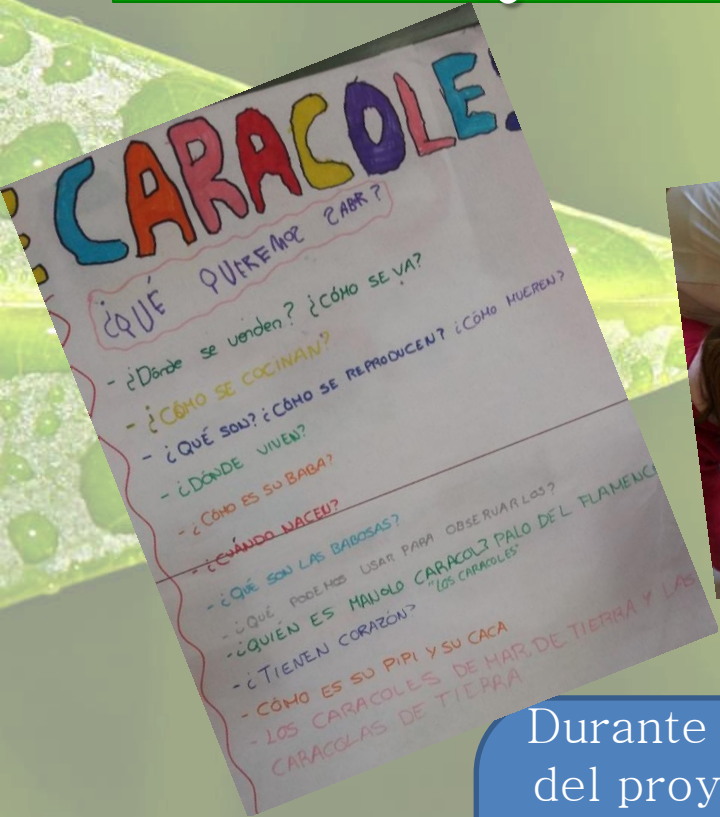 CARACOLES
¿QUÉ QUEREMOS ZABR?
- ¿Dónde se venden? ¿CÓMO SE VA?
- ¿CÓMO SE COCINAN?
- ¿QUÉ SON? ¿CÓMO SE REPRODUCEN? ¿CÓMO MUEREN?
- ¿DÓNDE VIVEN?
- ¿CÓMO ES SU BABA?
- ¿CUÁNDO NACEN?
- ¿QUÉ SON LAS BABOSAS?
- ¿QUÉ PODEMOS USAR PARA OBSERVARLOS?
- ¿QUIÉN ES MANOLO CARACOL? PALO DEL FLAMENCO
"LOS CARACOLES"
- ¿TIENEN CORAZÓN?
- CÓMO ES SU PIPI Y SU CACA
- LOS CARACOLES DE MAR, DE TIERRA Y LAS
CARACOLAS DE TIERRA
Durante
del proy